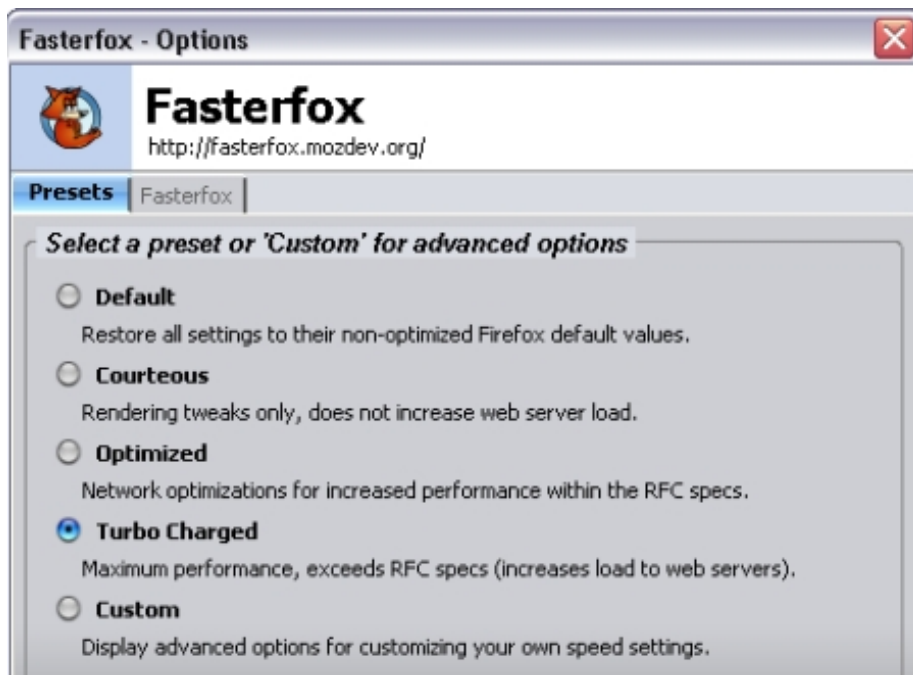 Fasterfox - Options
Fasterfox
http://fasterfox.mozdev.org/
Presets Fasterfox
Select a preset or 'Custom' for advanced options
Default
Restore all settings to their non-optimized Firefox default values.
Courteous
Rendering tweaks only, does not increase web server load.
Optimized
Network optimizations for increased performance within the RFC specs.
Turbo Charged
Maximum performance, exceeds RFC specs (increases load to web servers).
Custom
Display advanced options for customizing your own speed settings.